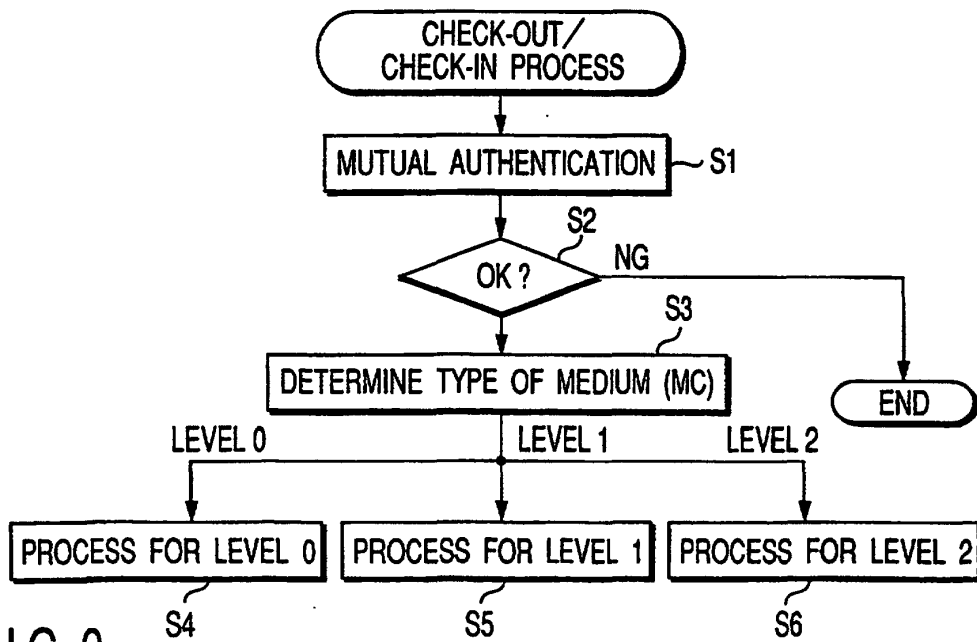 CHECK-OUT/
CHECK-IN PROCESS
MUTUAL AUTHENTICATION
S1
S2
OK ?
NG
S3
DETERMINE TYPE OF MEDIUM (MC)
END
LEVEL 0
LEVEL 1
LEVEL 2
PROCESS FOR LEVEL 0
PROCESS FOR LEVEL 1
PROCESS FOR LEVEL 2
S4
S5
S6